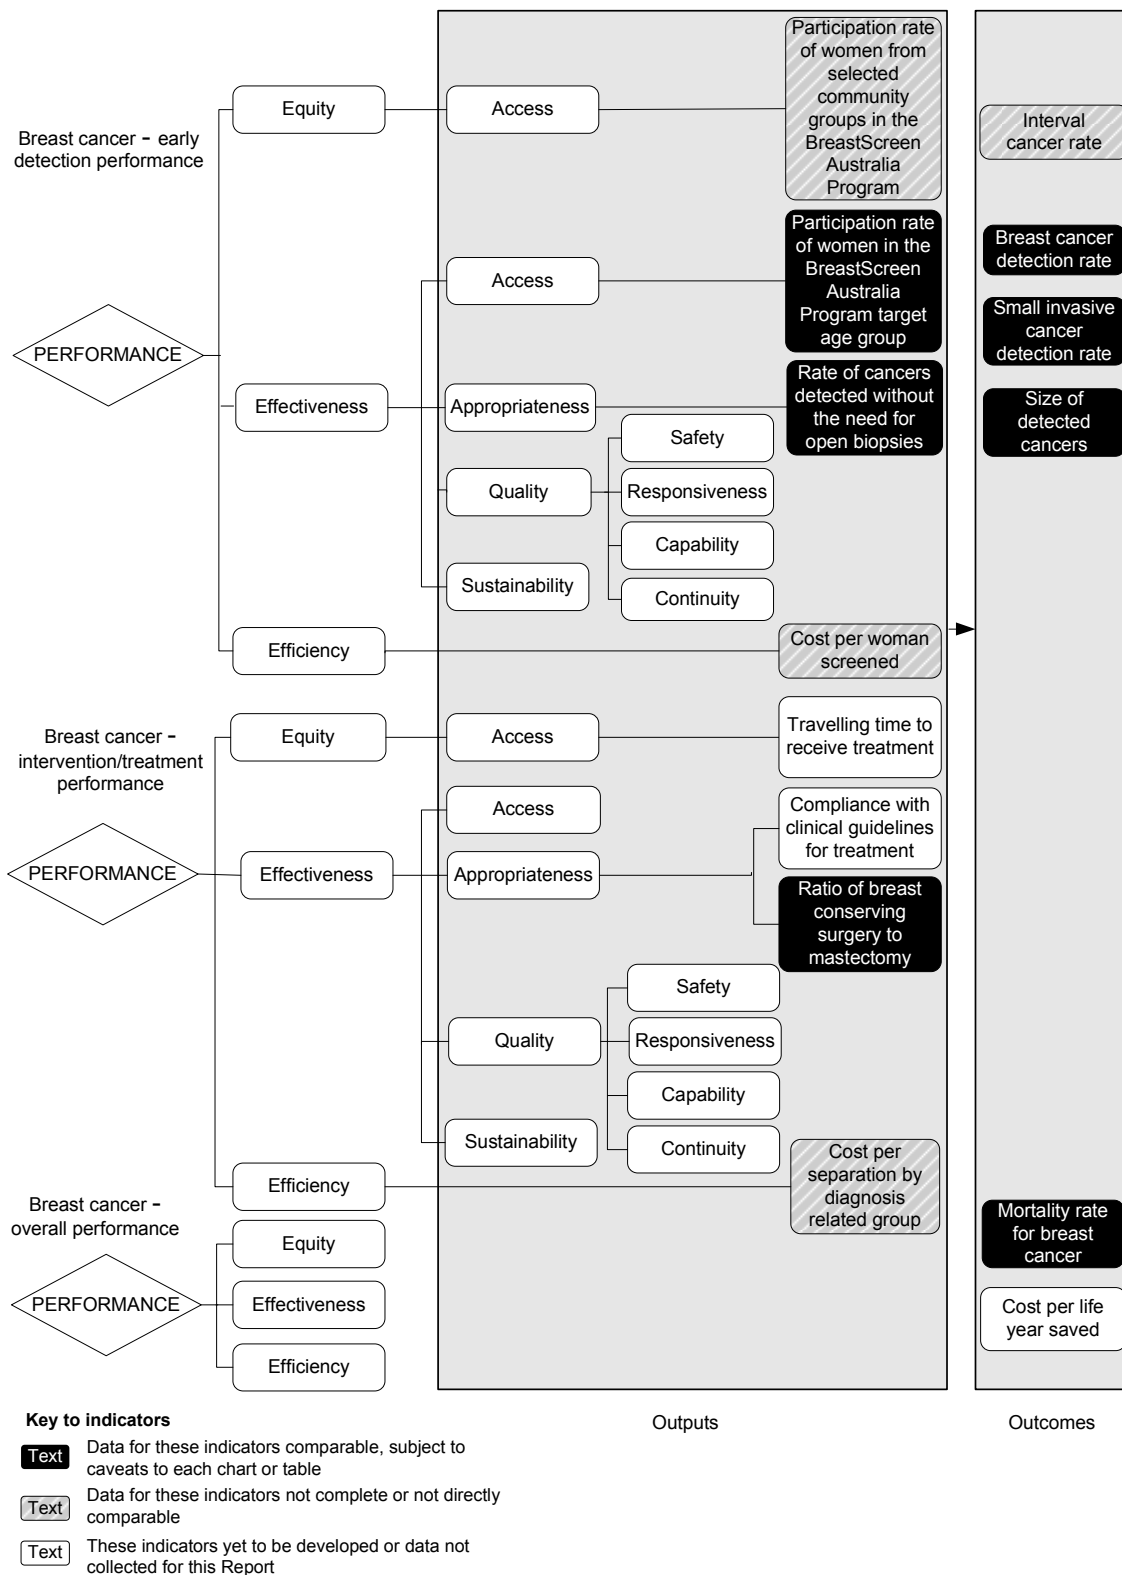 Breast cancer – early
detection performance
PERFORMANCE
Equity
Access
Participation rate
of women from
selected
community
groups in the
BreastScreen
Australia
Program
Effectiveness
Access
Participation rate
of women in the
BreastScreen
Australia
Program target
age group
Appropriateness
Rate of cancers
detected without
the need for
open biopsies
Quality
Safety
Responsiveness
Capability
Continuity
Sustainability
Efficiency
Cost per woman
screened
Breast cancer –
intervention/treatment
performance
PERFORMANCE
Equity
Access
Travelling time to
receive treatment
Effectiveness
Access
Appropriateness
Compliance with
clinical guidelines
for treatment
Ratio of breast
conserving
surgery to
mastectomy
Quality
Safety
Responsiveness
Capability
Continuity
Sustainability
Efficiency
Cost per
separation by
diagnosis
related group
Breast cancer –
overall performance
PERFORMANCE
Equity
Effectiveness
Efficiency
Interval
cancer rate
Breast cancer
detection rate
Small invasive
cancer
detection rate
Size of
detected
cancers
Mortality rate
for breast
cancer
Cost per life
year saved
Outputs
Outcomes
Key to indicators
Text
Data for these indicators comparable, subject to
caveats to each chart or table
Text
Data for these indicators not complete or not directly
comparable
Text
These indicators yet to be developed or data not
collected for this Report